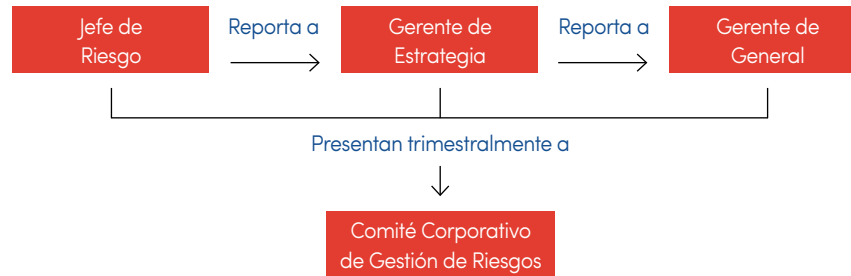 Jefe de
Riesgo
Reporta a
Gerente de
Estrategia
Reporta a
Gerente de
General
Presentan trimestralmente a
Comité Corporativo
de Gestión de Riesgos